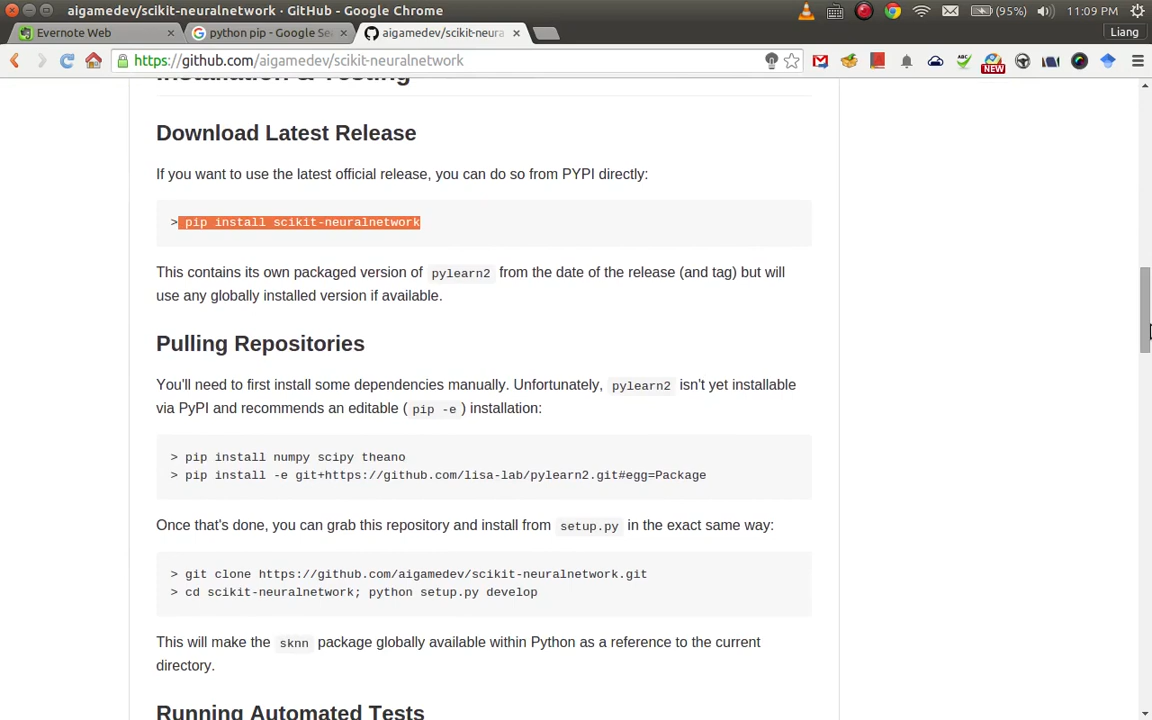 aigamedev/scikit-neuralnetwork · GitHub - Google Chrome
(95%) 11:09 PM
Evernote Web × python pip - Google Se × aigamedev/scikit-neura ×
Liang
https://github.com/aigamedev/scikit-neuralnetwork
ABC NEW
Installation & Testing
Download Latest Release
If you want to use the latest official release, you can do so from PYPI directly:
> pip install scikit-neuralnetwork
This contains its own packaged version of pylearn2 from the date of the release (and tag) but will
use any globally installed version if available.
Pulling Repositories
You'll need to first install some dependencies manually. Unfortunately, pylearn2 isn't yet installable
via PyPI and recommends an editable ( pip -e ) installation:
> pip install numpy scipy theano
> pip install -e git+https://github.com/lisa-lab/pylearn2.git#egg=Package
Once that's done, you can grab this repository and install from setup.py in the exact same way:
> git clone https://github.com/aigamedev/scikit-neuralnetwork.git
> cd scikit-neuralnetwork; python setup.py develop
This will make the sknn package globally available within Python as a reference to the current
directory.
Running Automated Tests